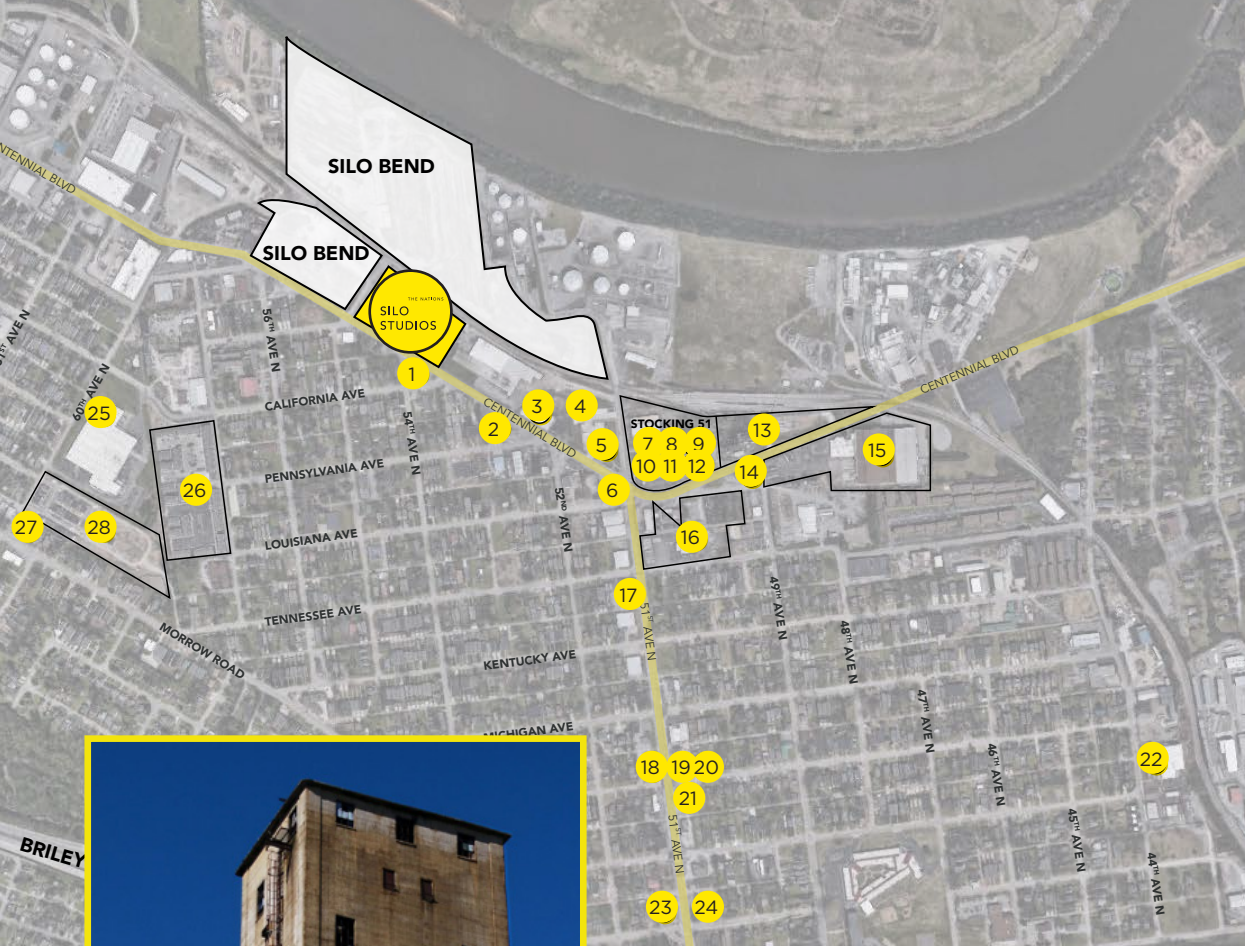 SILO BEND
CENTENNIAL BLVD
SILO BEND
THE NATIONS
SILO
STUDIOS
56TH AVE N
1
CALIFORNIA AVE
60TH AVE N
25
54TH AVE N
CENTENNIAL BLVD
2
3
4
5
STOCKING 51
7 8 9
10 11 12
13
14
15
CENTENNIAL BLVD
PENNSYLVANIA AVE
26
6
52ND AVE N
27
28
LOUISIANA AVE
16
17
51ST AVE N
49TH AVE N
TENNESSEE AVE
MORROW ROAD
KENTUCKY AVE
48TH AVE N
47TH AVE N
MICHIGAN AVE
18 19 20
21
46TH AVE N
22
51ST AVE N
45TH AVE N
44TH AVE N
BRILEY
23 24